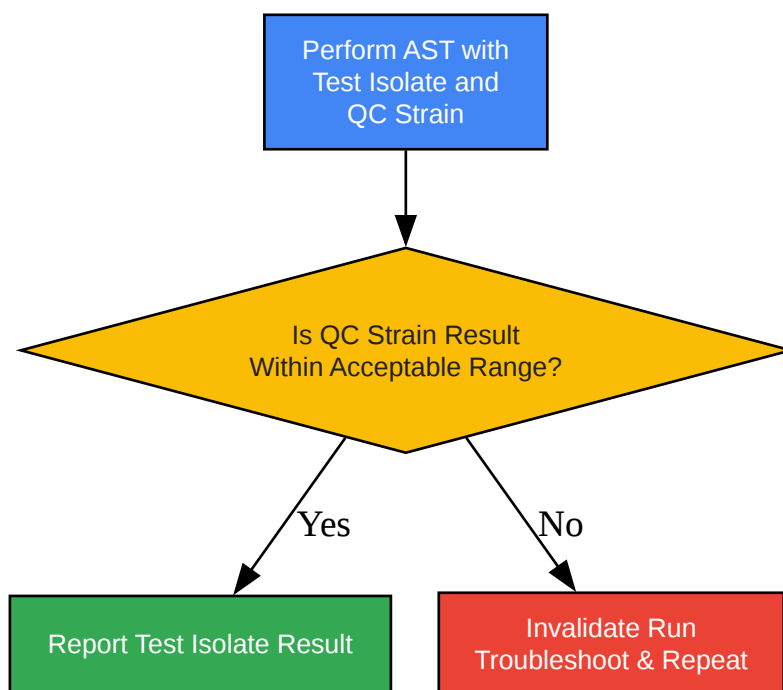 Perform AST with
Test Isolate and
QC Strain
Is QC Strain Result
Within Acceptable Range?
Yes
No
Report Test Isolate Result
Invalidate Run
Troubleshoot & Repeat